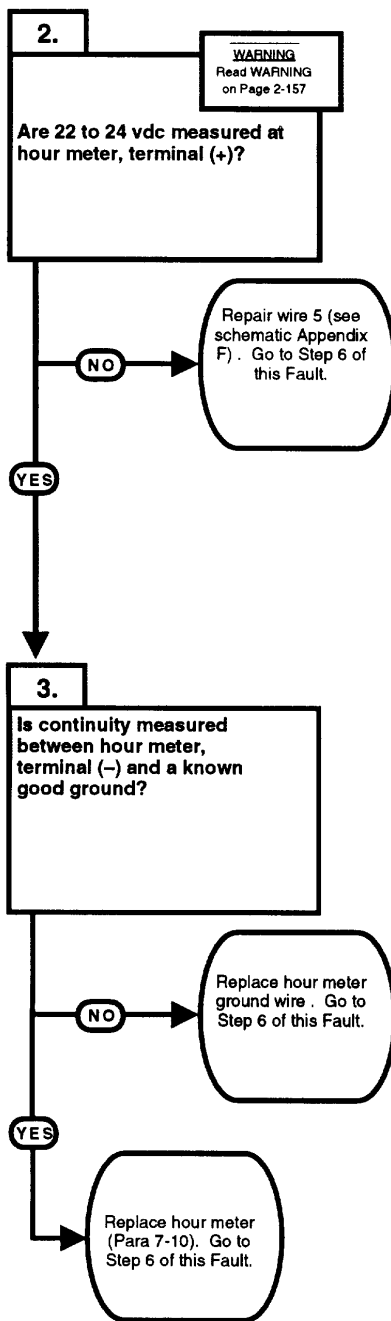 2.
WARNING
Read WARNING
on Page 2-157
Are 22 to 24 vdc measured at
hour meter, terminal (+)?
Repair wire 5 (see
schematic Appendix
F) . Go to Step 6 of
this Fault.
NO
YES
3.
Is continuity measured
between hour meter,
terminal (–) and a known
good ground?
Replace hour meter
ground wire . Go to
Step 6 of this Fault.
NO
YES
Replace hour meter
(Para 7-10). Go to
Step 6 of this Fault.